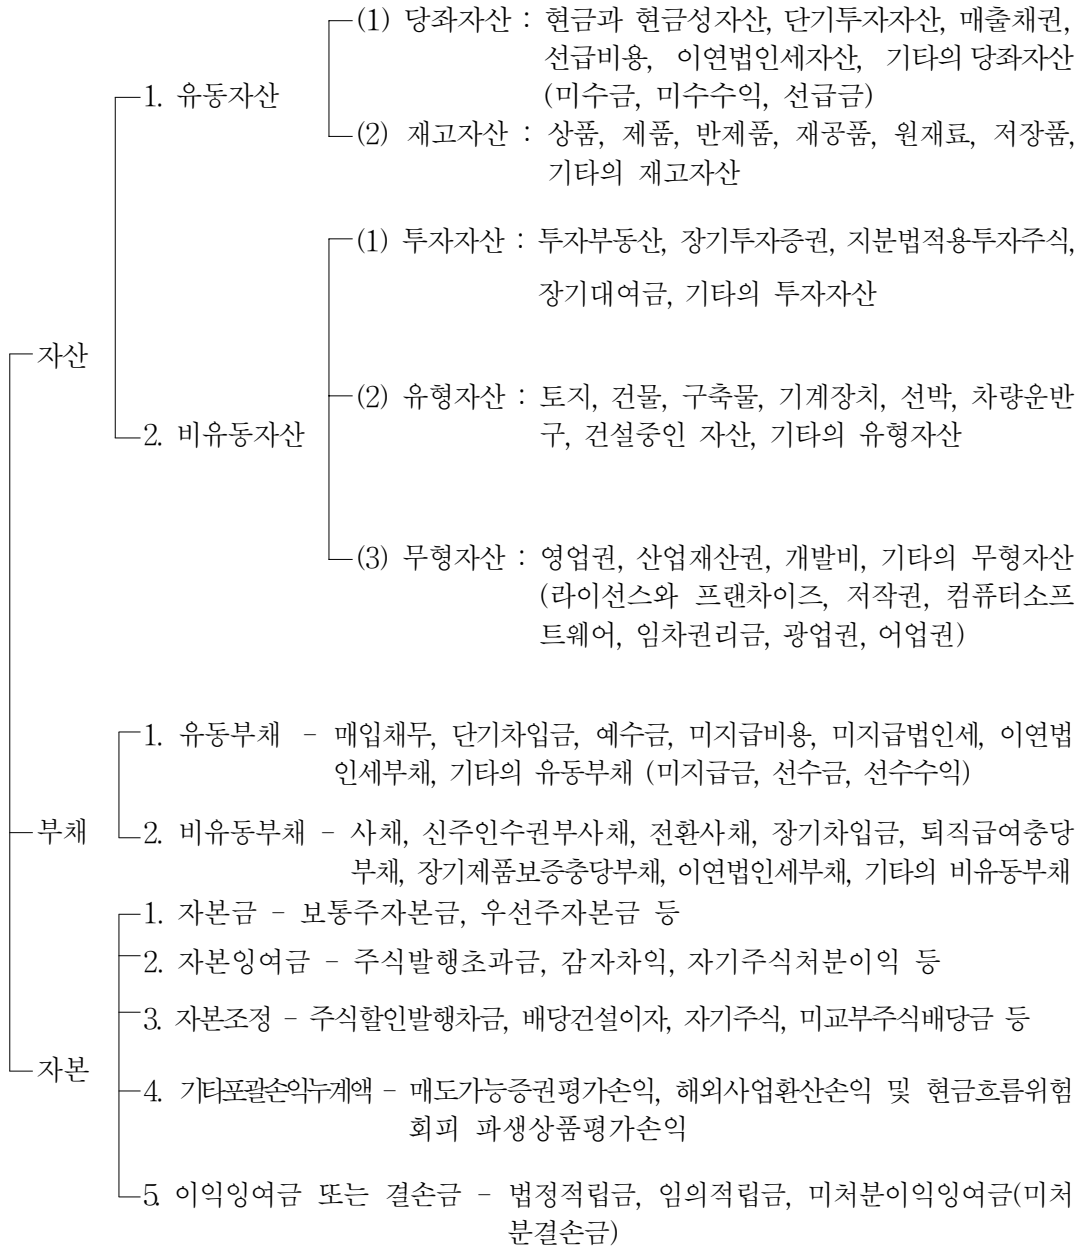 (1) 당좌자산 : 현금과 현금성자산, 단기투자자산, 매출채권,
선급비용, 이연법인세자산, 기타의 당좌자산
1. 유동자산
(미수금, 미수수익, 선급금)
(2) 재고자산 : 상품, 제품, 반제품, 재공품, 원재료, 저장품,
기타의 재고자산
(1) 투자자산 : 투자부동산, 장기투자증권, 지분법적용투자주식,
장기대여금, 기타의 투자자산
자산
(2) 유형자산 : 토지, 건물, 구축물, 기계장치, 선박, 차량운반
2. 비유동자산
구, 건설중인 자산, 기타의 유형자산
(3) 무형자산 : 영업권, 산업재산권, 개발비, 기타의 무형자산
(라이선스와 프랜차이즈, 저작권, 컴퓨터소프
트웨어, 임차권리금, 광업권, 어업권)
1. 유동부채 - 매입채무, 단기차입금, 예수금, 미지급비용, 미지급법인세, 이연법
인세부채, 기타의 유동부채 (미지급금, 선수금, 선수수익)
부채
2. 비유동부채 - 사채, 신주인수권부사채, 전환사채, 장기차입금, 퇴직급여충당
부채, 장기제품보증충당부채, 이연법인세부채, 기타의 비유동부채
1. 자본금 - 보통주자본금, 우선주자본금 등
2. 자본잉여금 - 주식발행초과금, 감자차익, 자기주식처분이익 등
3. 자본조정 - 주식할인발행차금, 배당건설이자, 자기주식, 미교부주식배당금 등
자본
4. 기타포괄손익누계액 - 매도가능증권평가손익, 해외사업환산손익 및 현금흐름위험
회피 파생상품평가손익
5. 이익잉여금 또는 결손금 - 법정적립금, 임의적립금, 미처분이익잉여금(미처
분결손금)